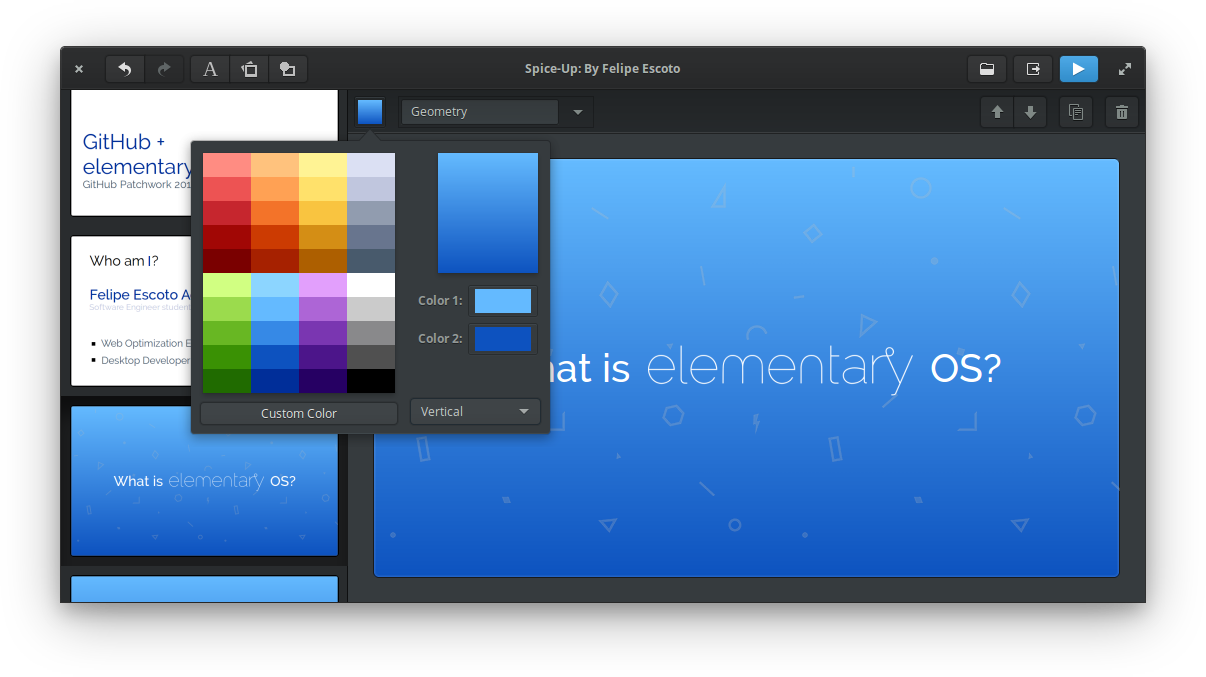 A
Spice-Up: By Felipe Escoto
Geometry
GitHub +
elementary
GitHub Patchwork 201
Who am I?
Felipe Escoto A
Software Engineer student
Web Optimization E
Desktop Developer
What is elementary OS?
Color 1:
Color 2:
Custom Color
Vertical
hat is elementary OS?